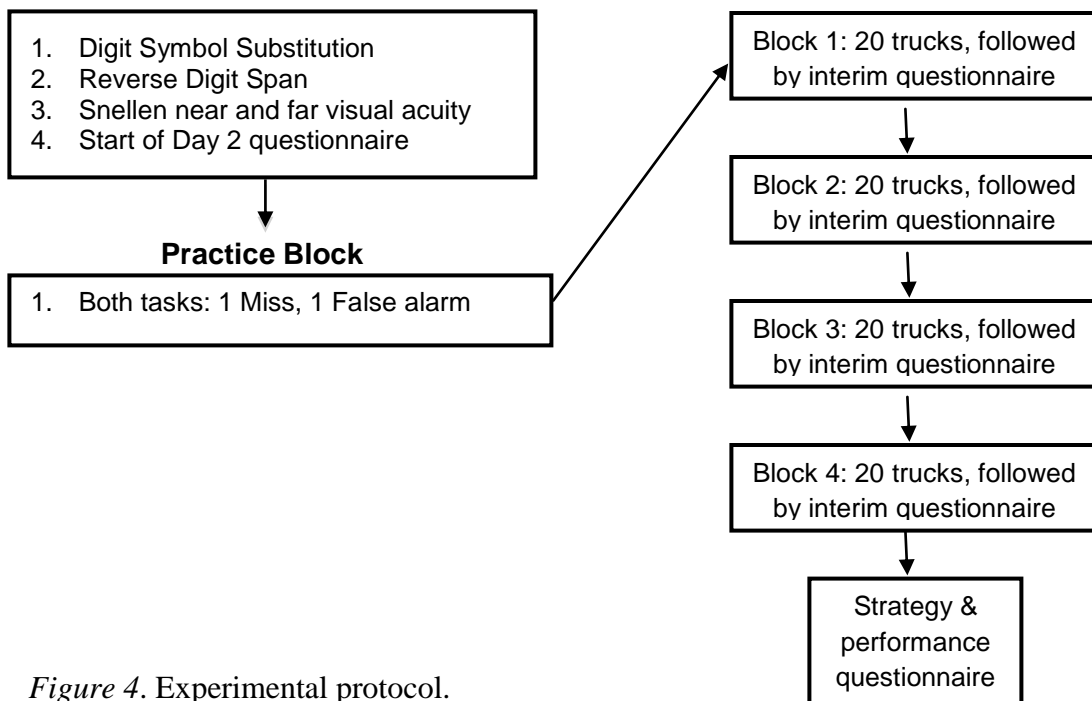 1. Digit Symbol Substitution
2. Reverse Digit Span
3. Snellen near and far visual acuity
4. Start of Day 2 questionnaire
Practice Block
1. Both tasks: 1 Miss, 1 False alarm
Block 1: 20 trucks, followed
by interim questionnaire
Block 2: 20 trucks, followed
by interim questionnaire
Block 3: 20 trucks, followed
by interim questionnaire
Block 4: 20 trucks, followed
by interim questionnaire
Strategy &
performance
questionnaire
Figure 4. Experimental protocol.